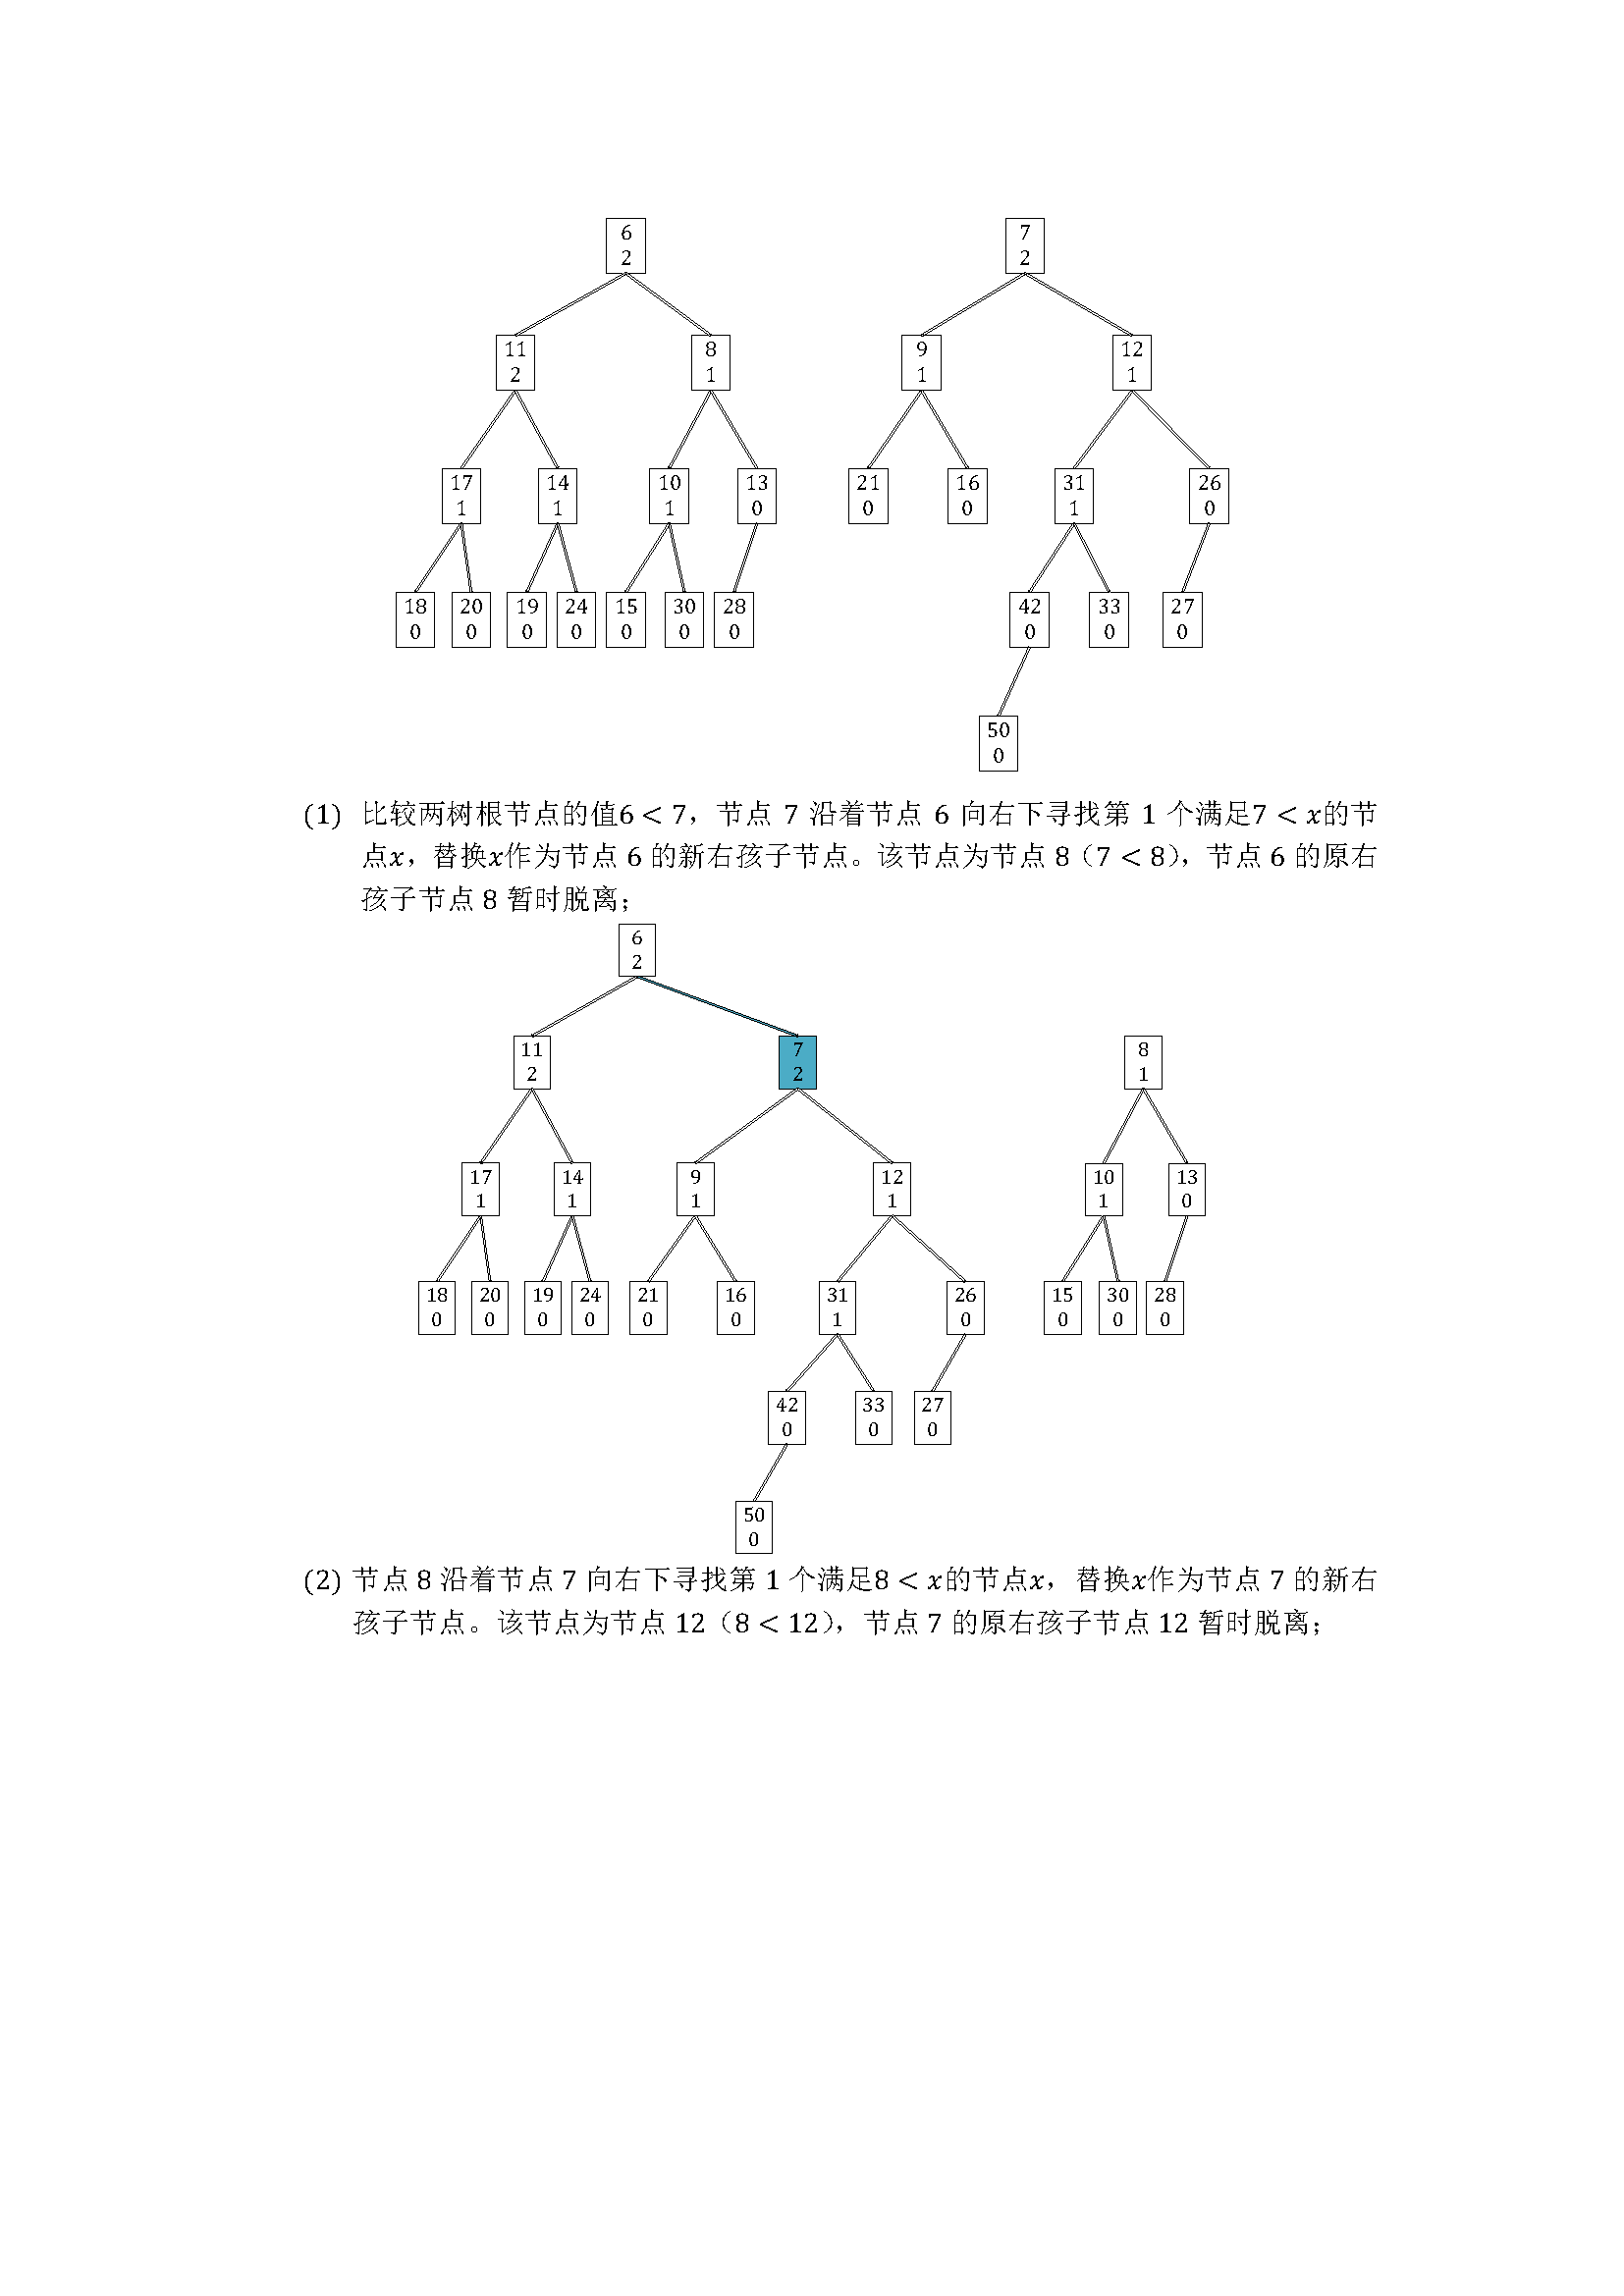 6 7
2 2
11 8 9 12
2 1 1 1
17 14 10 13 21 16 31 26
1 1 1 0 0 0 1 0
18 20 19 24 15 30 28 42 33 27
0 0 0 0 0 0 0 0 0 0
50
0
(1) 比较两树根节点的值6 < 7，节点 7 沿着节点 6 向右下寻找第 1 个满足7 < x的节
点x，替换x作为节点 6 的新右孩子节点。该节点为节点 8（7 < 8），节点 6 的原右
孩子节点 8 暂时脱离；
6
2
11 7 8
2 2 1
17 14 9 12 10 13
1 1 1 1 1 0
18 20 19 24 21 16 31 26 15 30 28
0 0 0 0 0 0 1 0 0 0 0
42 33 27
0 0 0
50
0
(2) 节点 8 沿着节点 7 向右下寻找第 1 个满足8 < x的节点x，替换x作为节点 7 的新右
孩子节点。该节点为节点 12（8 < 12），节点 7 的原右孩子节点 12 暂时脱离；